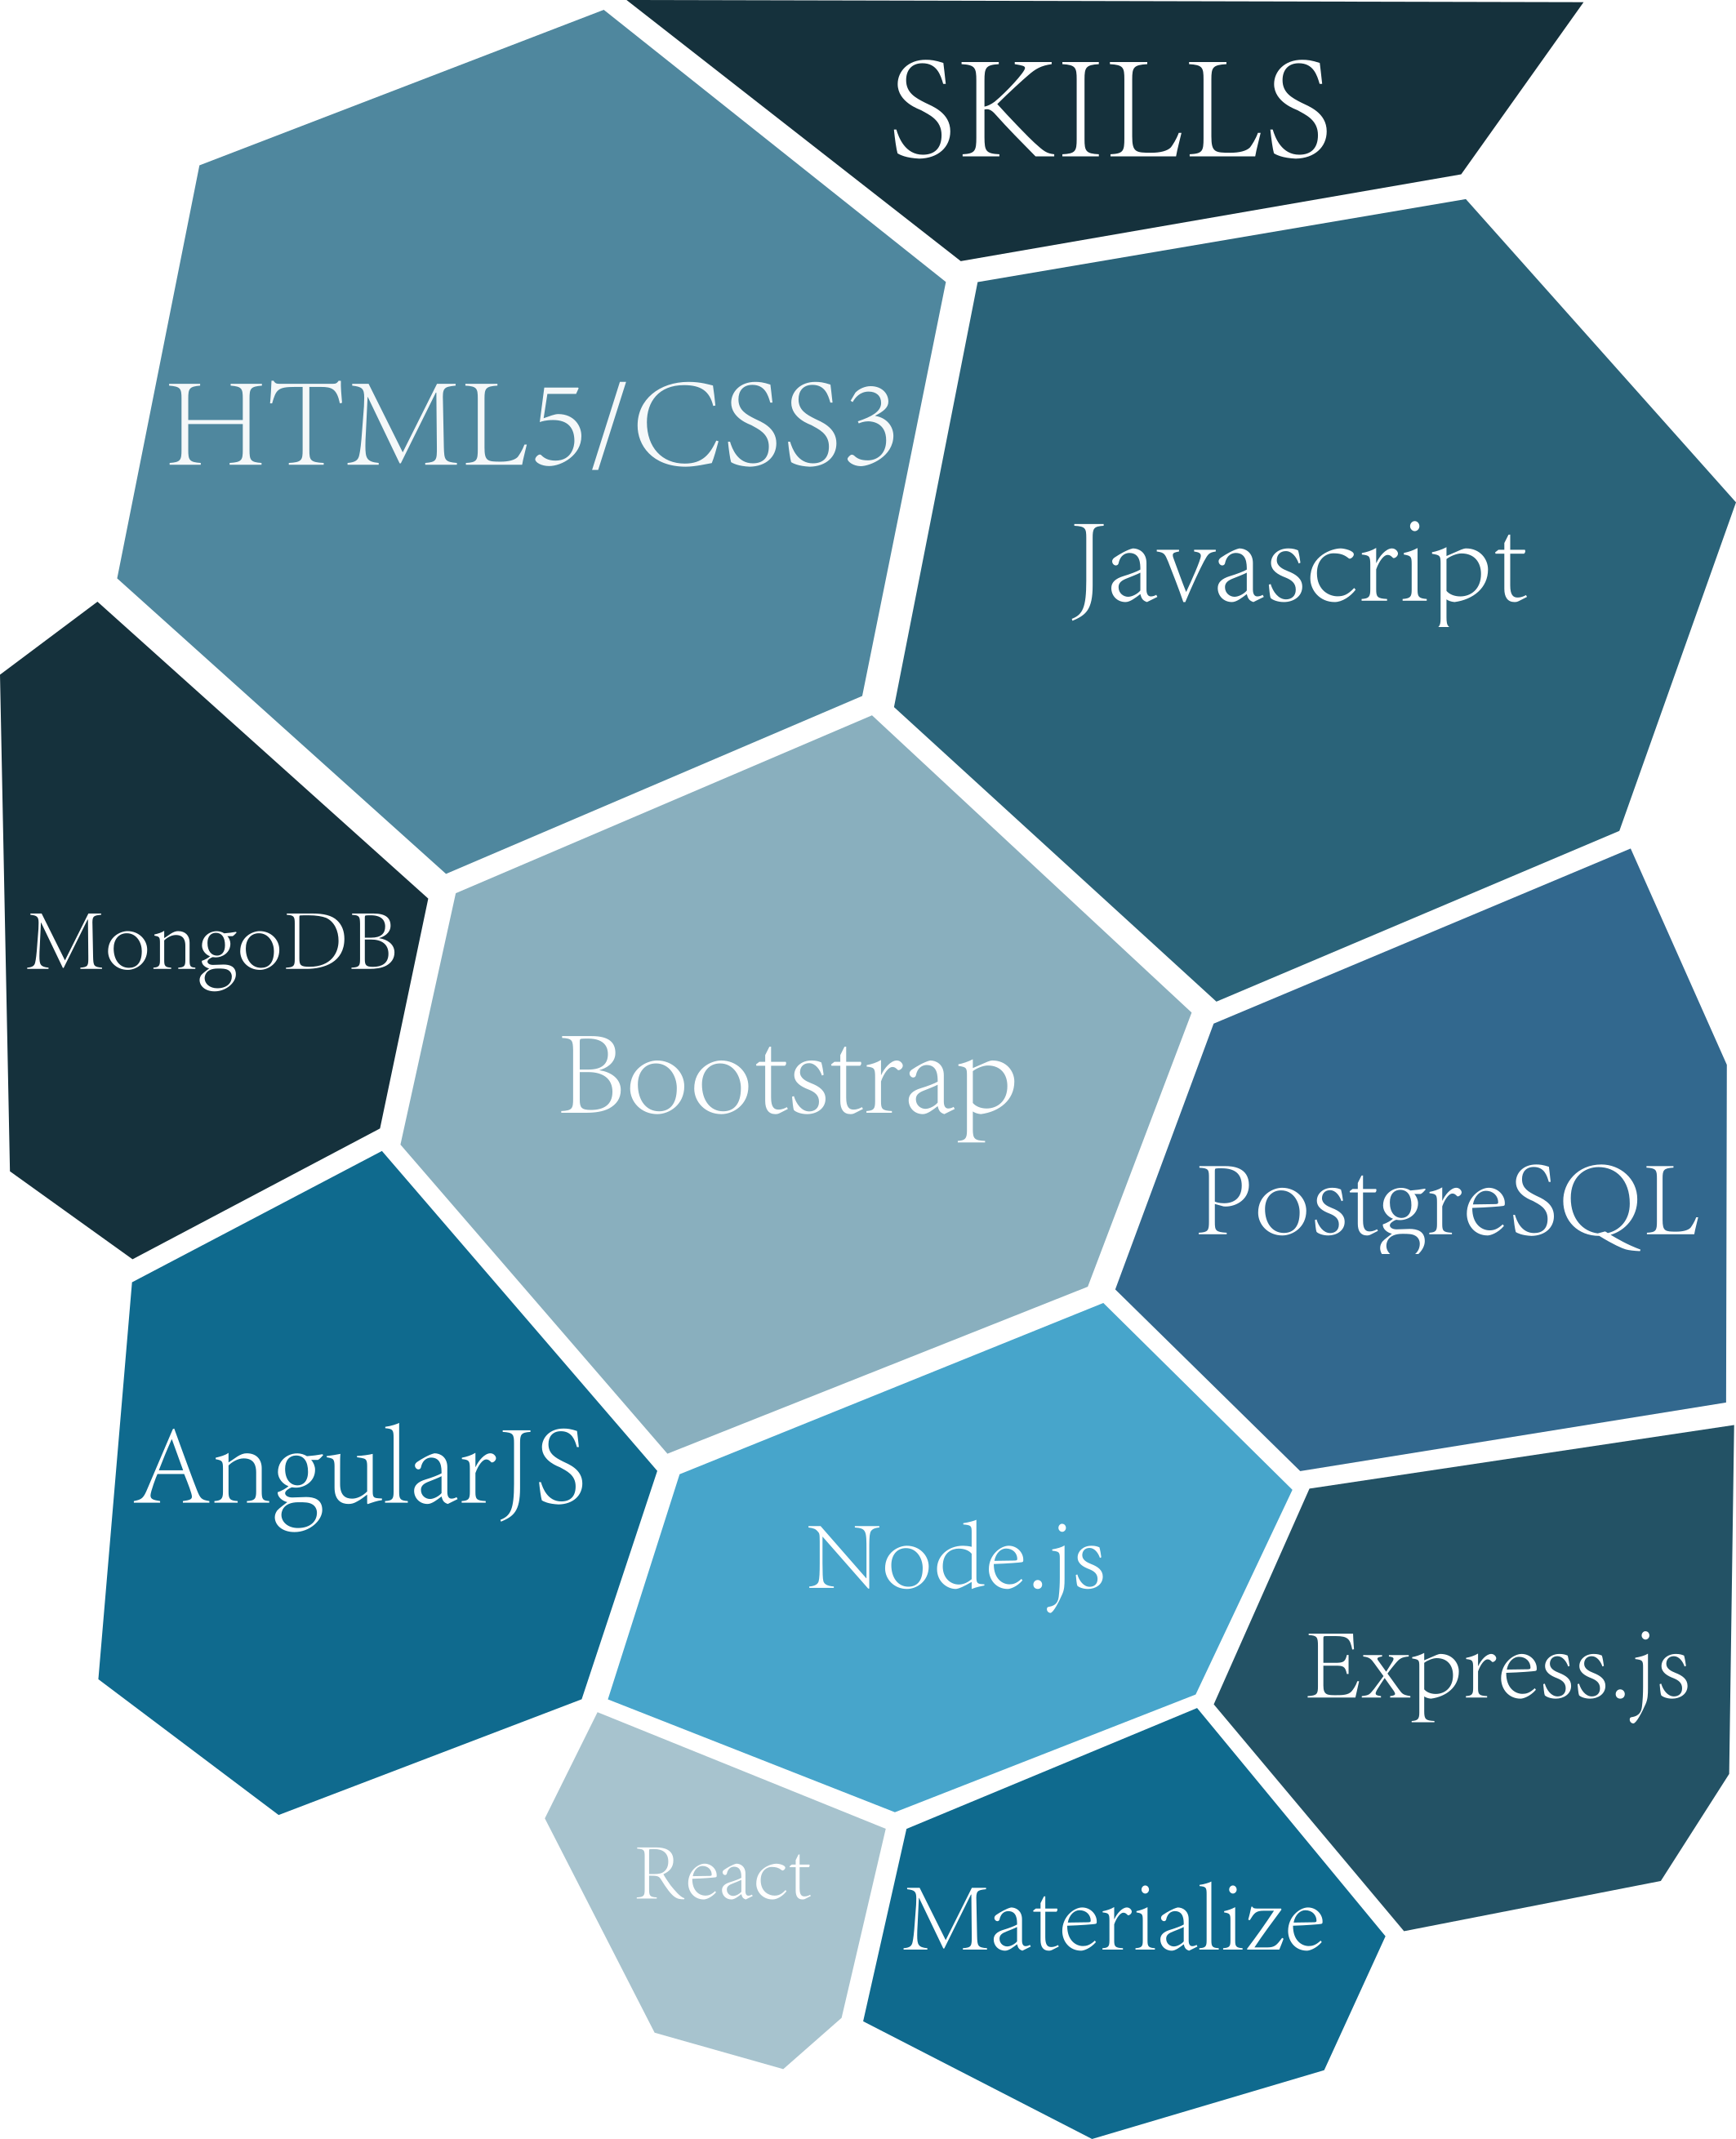 SKILLS
HTML5/CSS3
Javascript
MongoDB
Bootstrap
PostgreSQL
AngularJS
Node.js
Express.js
React
Materialize